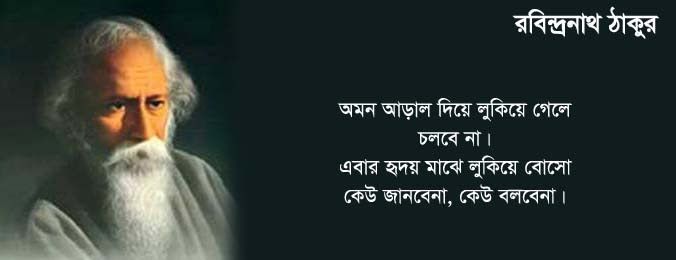 রবিন্দ্রনাথ ঠাকুর
অমন আড়াল দিয়ে লুকিয়ে গেলে
চলবে না।
এবার হৃদয় মাঝে লুকিয়ে বোসো
কেউ জানবেনা, কেউ বলবেনা।